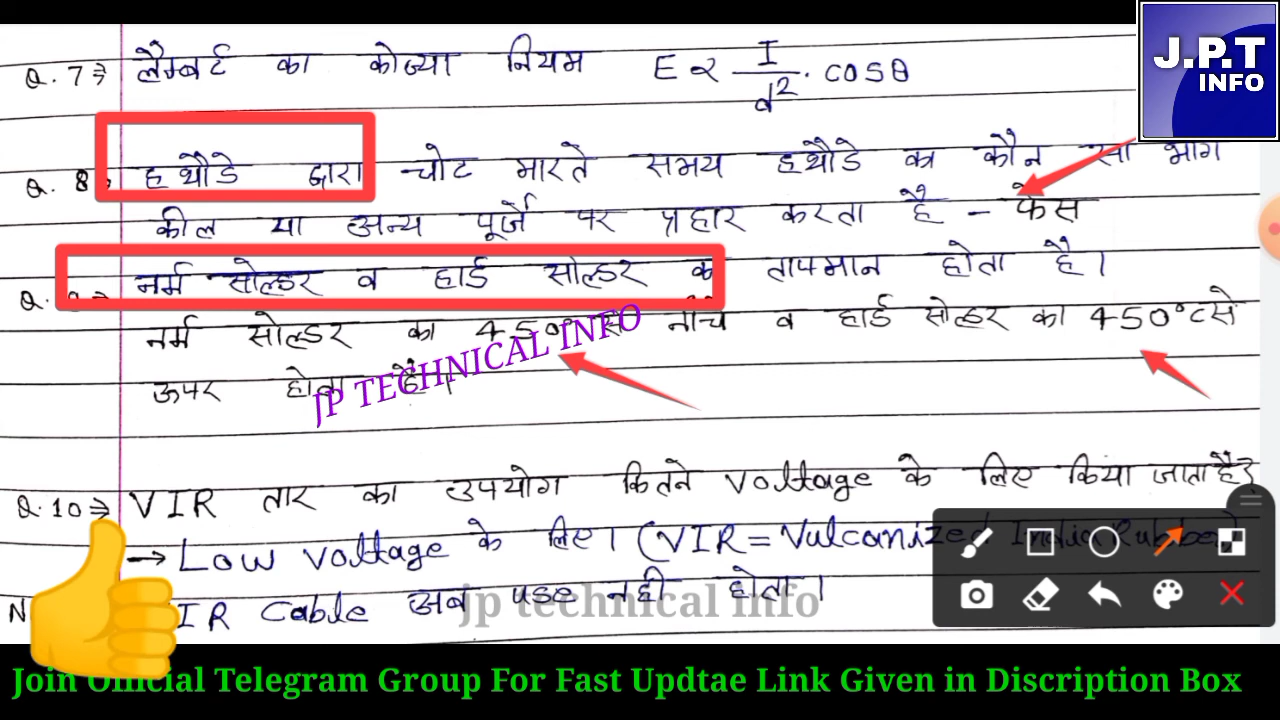 J.P.T
INFO
Q. 7⇒ लैम्बर्ट का कोज्या नियम E ∝ I/d² . cosθ
Q. 8 हथौडे द्वारा चोट मारते समय हथौडे का कौन सा भाग
कील या अन्य पूर्जे पर प्रहार करता है - फेस
Q. नर्म सोल्डर व हार्ड सोल्डर क तापमान होता है।
नर्म सोल्डर का 450° से नीचे व हार्ड सोल्डर का 450°c से
ऊपर होता है।
JP TECHNICAL INFO
Q. 10⇒ VIR तार का उपयोग कितने Voltage के लिए किया जाता है?
→ Low Voltage के लिए। (VIR = Vulcanized India Rubber)
N IR Cable अब use नही होता।
jp technical info
Join Official Telegram Group For Fast Updtae Link Given in Discription Box